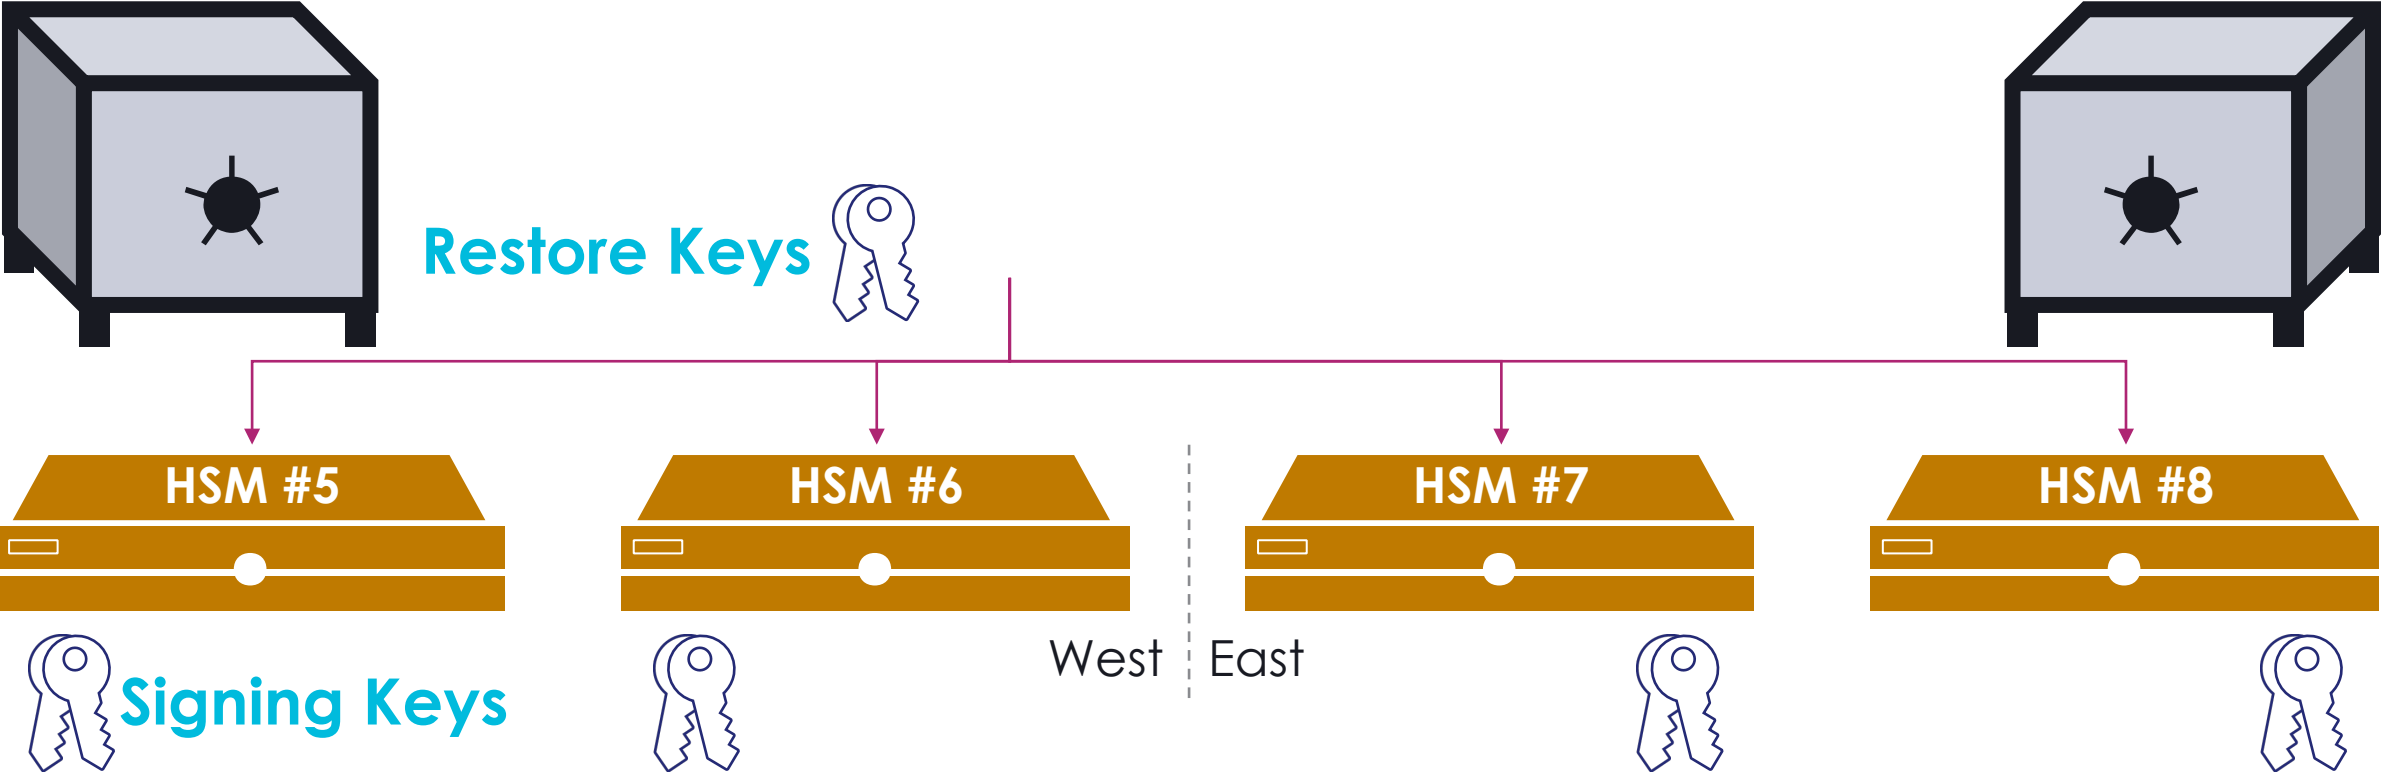 Restore Keys
HSM #5
HSM #6
HSM #7
HSM #8
West
East
Signing Keys